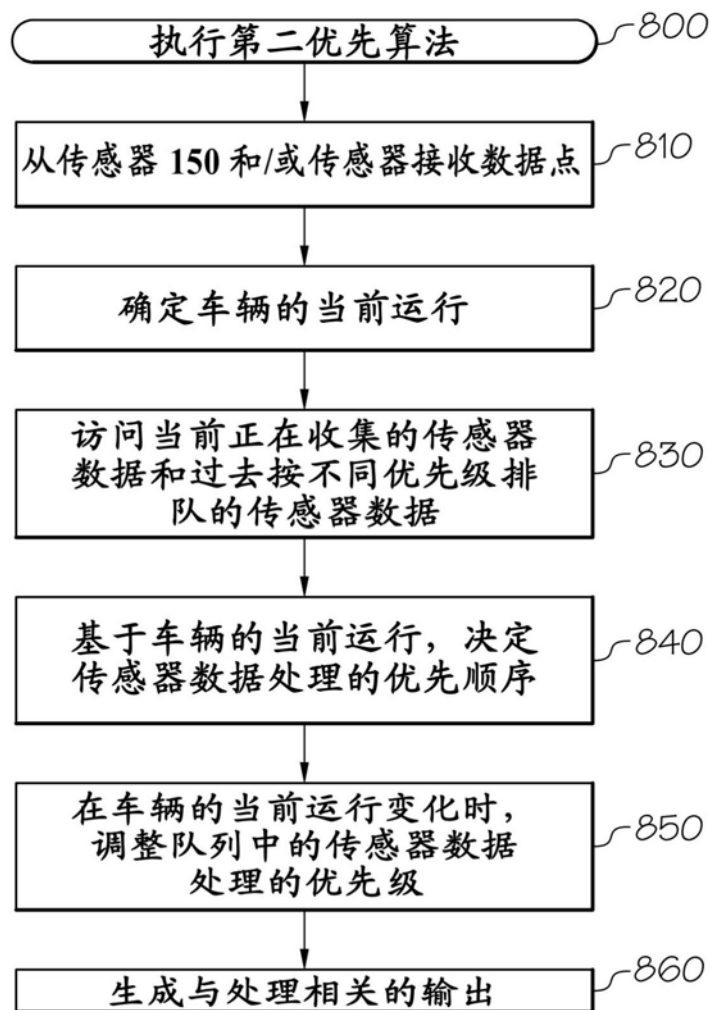 执行第二优先算法
800
从传感器 150 和/或传感器接收数据点
810
确定车辆的当前运行
820
访问当前正在收集的传感器
数据和过去按不同优先级排
队的传感器数据
830
基于车辆的当前运行，决定
传感器数据处理的优先顺序
840
在车辆的当前运行变化时，
调整队列中的传感器数据
处理的优先级
850
生成与处理相关的输出
860